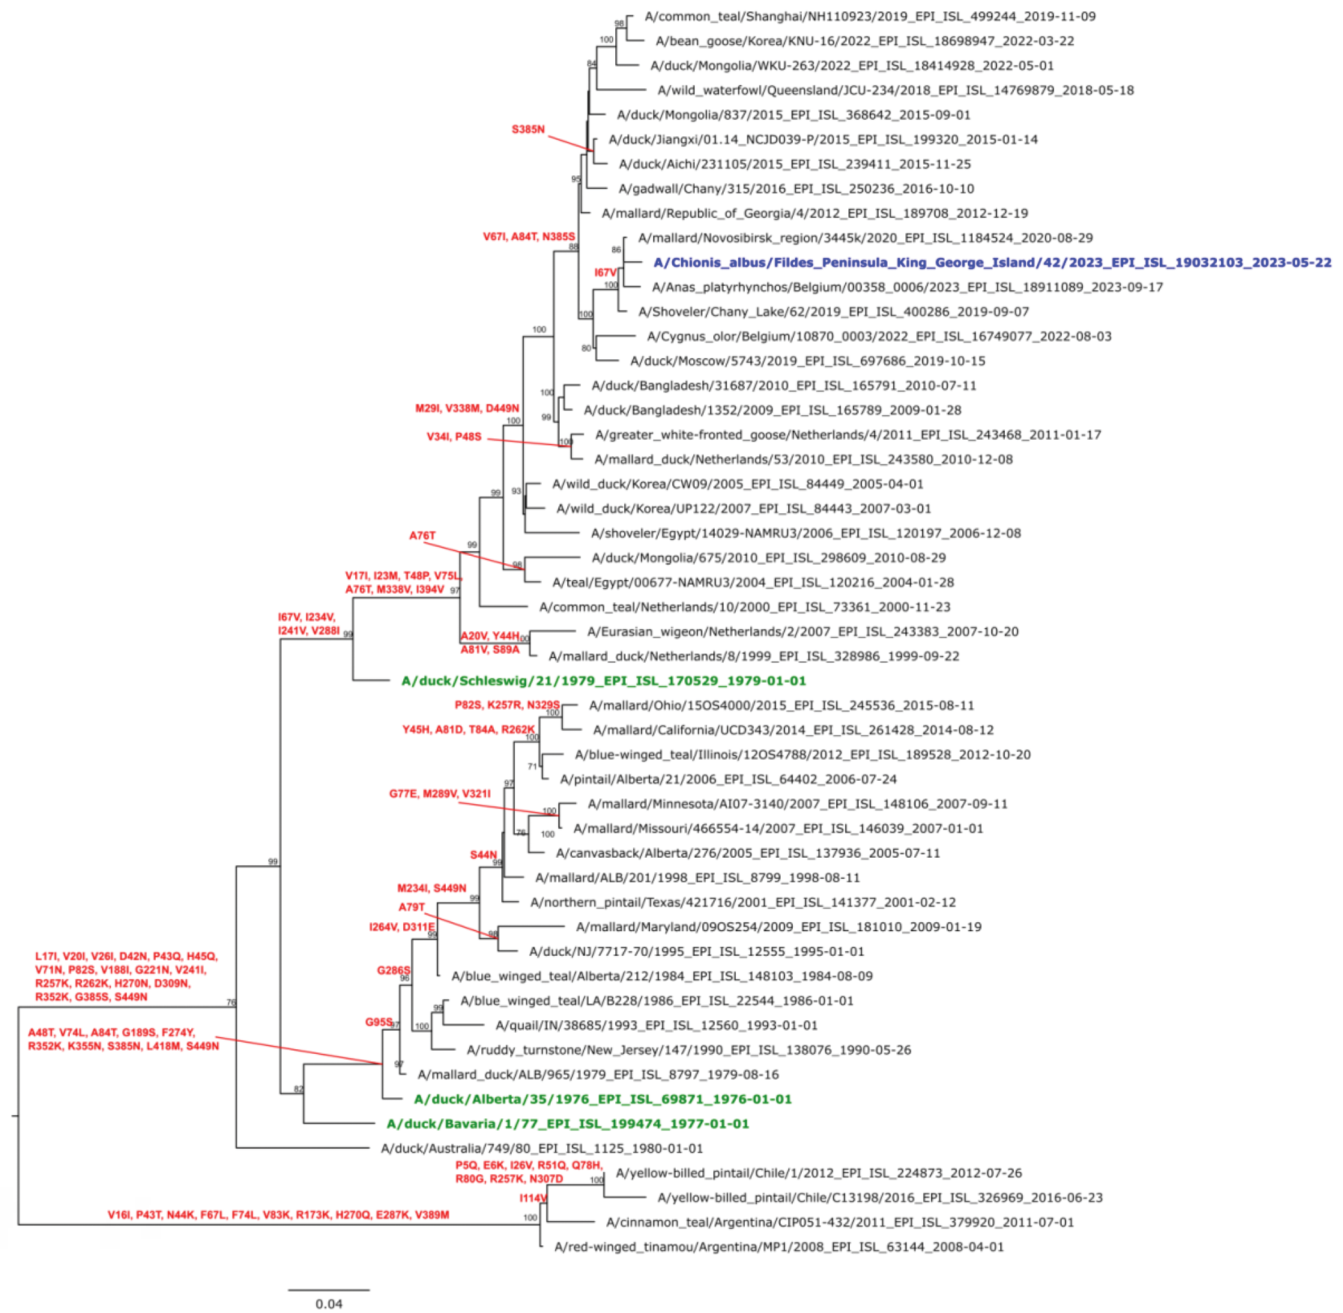 98
A/common_teal/Shanghai/NH110923/2019_EPI_ISL_499244_2019-11-09
100
A/bean_goose/Korea/KNU-16/2022_EPI_ISL_18698947_2022-03-22
84
A/duck/Mongolia/WKU-263/2022_EPI_ISL_18414928_2022-05-01
A/wild_waterfowl/Queensland/JCU-234/2018_EPI_ISL_14769879_2018-05-18
A/duck/Mongolia/837/2015_EPI_ISL_368642_2015-09-01
S385N
A/duck/Jiangxi/01.14_NCJD039-P/2015_EPI_ISL_199320_2015-01-14
A/duck/Aichi/231105/2015_EPI_ISL_239411_2015-11-25
95
A/gadwall/Chany/315/2016_EPI_ISL_250236_2016-10-10
A/mallard/Republic_of_Georgia/4/2012_EPI_ISL_189708_2012-12-19
V67I, A84T, N385S
88
A/mallard/Novosibirsk_region/3445k/2020_EPI_ISL_1184524_2020-08-29
86
A/Chionis_albus/Fildes_Peninsula_King_George_Island/42/2023_EPI_ISL_19032103_2023-05-22
I67V
100
A/Anas_platyrhynchos/Belgium/00358_0006/2023_EPI_ISL_18911089_2023-09-17
100
A/Shoveler/Chany_Lake/62/2019_EPI_ISL_400286_2019-09-07
A/Cygnus_olor/Belgium/10870_0003/2022_EPI_ISL_16749077_2022-08-03
80
A/duck/Moscow/5743/2019_EPI_ISL_697686_2019-10-15
100
100
A/duck/Bangladesh/31687/2010_EPI_ISL_165791_2010-07-11
M29I, V338M, D449N
99
A/duck/Bangladesh/1352/2009_EPI_ISL_165789_2009-01-28
100
V34I, P48S
100
A/greater_white-fronted_goose/Netherlands/4/2011_EPI_ISL_243468_2011-01-17
A/mallard_duck/Netherlands/53/2010_EPI_ISL_243580_2010-12-08
99
93
A/wild_duck/Korea/CW09/2005_EPI_ISL_84449_2005-04-01
A/wild_duck/Korea/UP122/2007_EPI_ISL_84443_2007-03-01
A/shoveler/Egypt/14029-NAMRU3/2006_EPI_ISL_120197_2006-12-08
A76T
99
98
A/duck/Mongolia/675/2010_EPI_ISL_298609_2010-08-29
A/teal/Egypt/00677-NAMRU3/2004_EPI_ISL_120216_2004-01-28
V17I, I23M, T48P, V75L,
A76T, M338V, I394V
97
A/common_teal/Netherlands/10/2000_EPI_ISL_73361_2000-11-23
I67V, I234V,
I241V, V288I
99
A20V, Y44H
A81V, S89A
A/Eurasian_wigeon/Netherlands/2/2007_EPI_ISL_243383_2007-10-20
A/mallard_duck/Netherlands/8/1999_EPI_ISL_328986_1999-09-22
A/duck/Schleswig/21/1979_EPI_ISL_170529_1979-01-01
P82S, K257R, N329S
100
A/mallard/Ohio/15OS4000/2015_EPI_ISL_245536_2015-08-11
Y45H, A81D, T84A, R262K
100
A/mallard/California/UCD343/2014_EPI_ISL_261428_2014-08-12
A/blue-winged_teal/Illinois/12OS4788/2012_EPI_ISL_189528_2012-10-20
71
A/pintail/Alberta/21/2006_EPI_ISL_64402_2006-07-24
97
G77E, M289V, V321I
100
A/mallard/Minnesota/AI07-3140/2007_EPI_ISL_148106_2007-09-11
76
100
A/mallard/Missouri/466554-14/2007_EPI_ISL_146039_2007-01-01
S44N
99
A/canvasback/Alberta/276/2005_EPI_ISL_137936_2005-07-11
A/mallard/ALB/201/1998_EPI_ISL_8799_1998-08-11
M234I, S449N
99
A/northern_pintail/Texas/421716/2001_EPI_ISL_141377_2001-02-12
A79T
I264V, D311E
99
98
A/mallard/Maryland/09OS254/2009_EPI_ISL_181010_2009-01-19
A/duck/NJ/7717-70/1995_EPI_ISL_12555_1995-01-01
G286S
96
A/blue_winged_teal/Alberta/212/1984_EPI_ISL_148103_1984-08-09
99
A/blue_winged_teal/LA/B228/1986_EPI_ISL_22544_1986-01-01
G95S
97
100
A/quail/IN/38685/1993_EPI_ISL_12560_1993-01-01
A/ruddy_turnstone/New_Jersey/147/1990_EPI_ISL_138076_1990-05-26
97
A/mallard_duck/ALB/965/1979_EPI_ISL_8797_1979-08-16
99
L17I, V20I, V26I, D42N, P43Q, H45Q,
V71N, P82S, V188I, G221N, V241I,
R257K, R262K, H270N, D309N,
R352K, G385S, S449N
76
A48T, V74L, A84T, G189S, F274Y,
R352K, K355N, S385N, L418M, S449N
82
A/duck/Alberta/35/1976_EPI_ISL_69871_1976-01-01
A/duck/Bavaria/1/77_EPI_ISL_199474_1977-01-01
A/duck/Australia/749/80_EPI_ISL_1125_1980-01-01
P5Q, E6K, I26V, R51Q, Q78H,
R80G, R257K, N307D
100
A/yellow-billed_pintail/Chile/1/2012_EPI_ISL_224873_2012-07-26
I114V
A/yellow-billed_pintail/Chile/C13198/2016_EPI_ISL_326969_2016-06-23
V16I, P43T, N44K, F67L, F74L, V83K, R173K, H270Q, E287K, V389M
100
A/cinnamon_teal/Argentina/CIP051-432/2011_EPI_ISL_379920_2011-07-01
A/red-winged_tinamou/Argentina/MP1/2008_EPI_ISL_63144_2008-04-01
0.04